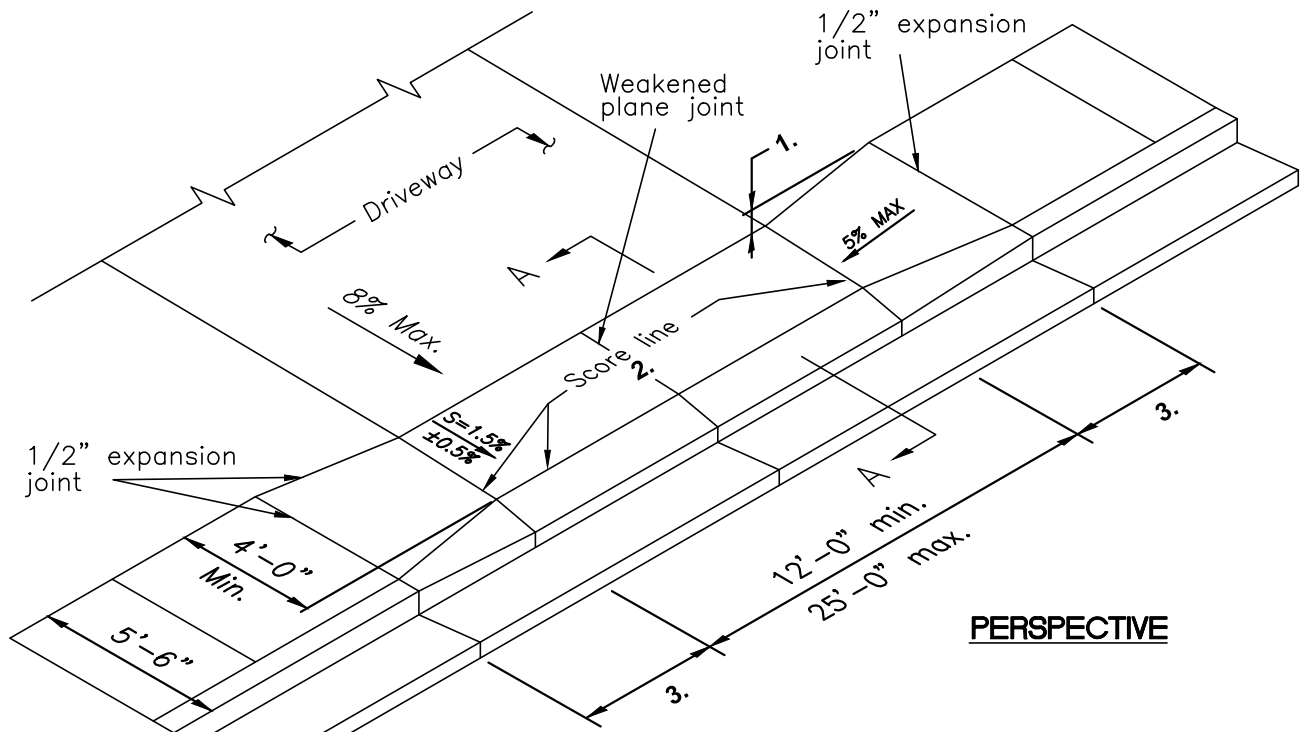 1/2" expansion
joint
Weakened
plane joint
1.
Driveway
5% MAX
A
8% Max.
Score line
2.
S=1.5%
±0.5%
1/2" expansion
joint
3.
A
4'-0"
Min.
12'-0" min.
25'-0" max.
5'-6"
PERSPECTIVE
3.